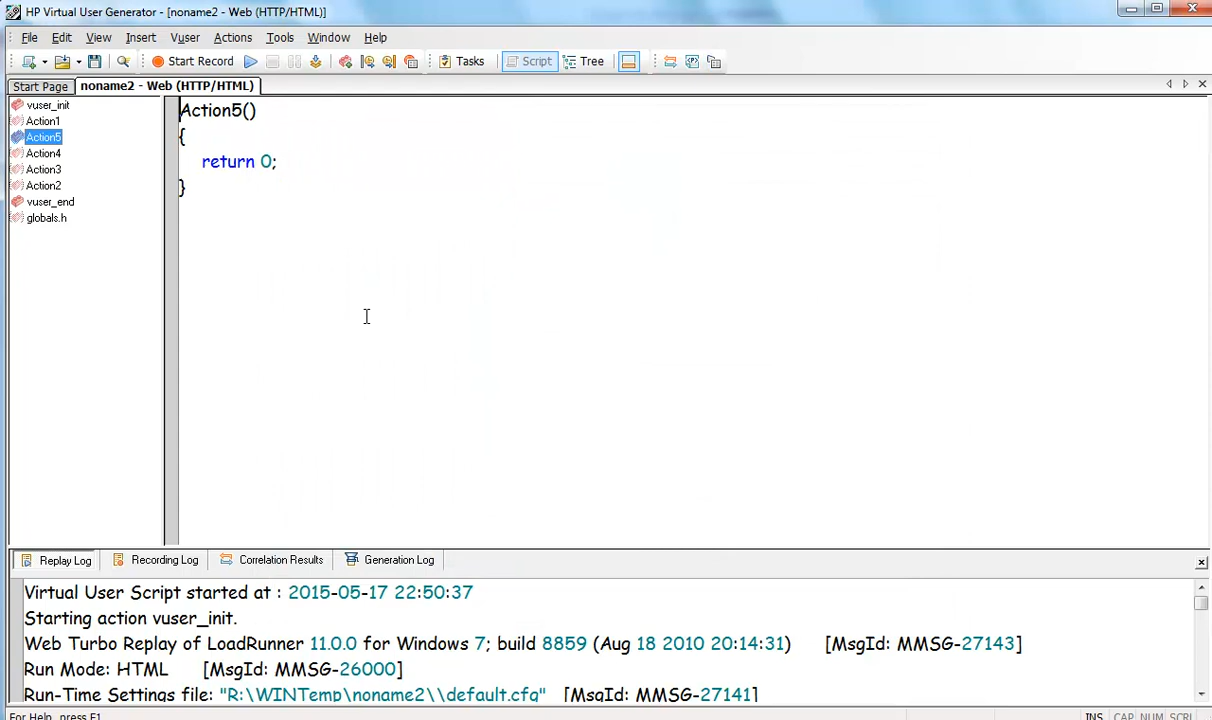 HP Virtual User Generator - [noname2 - Web (HTTP/HTML)]
File Edit View Insert Vuser Actions Tools Window Help
Start Record Tasks Script Tree
Start Page noname2 - Web (HTTP/HTML)
vuser_init
Action1
Action5
Action4
Action3
Action2
vuser_end
globals.h
Action5()
{
return 0;
}
Replay Log Recording Log Correlation Results Generation Log
Virtual User Script started at : 2015-05-17 22:50:37
Starting action vuser_init.
Web Turbo Replay of LoadRunner 11.0.0 for Windows 7; build 8859 (Aug 18 2010 20:14:31) [MsgId: MMSG-27143]
Run Mode: HTML [MsgId: MMSG-26000]
Run-Time Settings file: "R:\WINTemp\noname2\\default.cfg" [MsgId: MMSG-27141]
For Help, press F1 INS CAP NUM SCRL